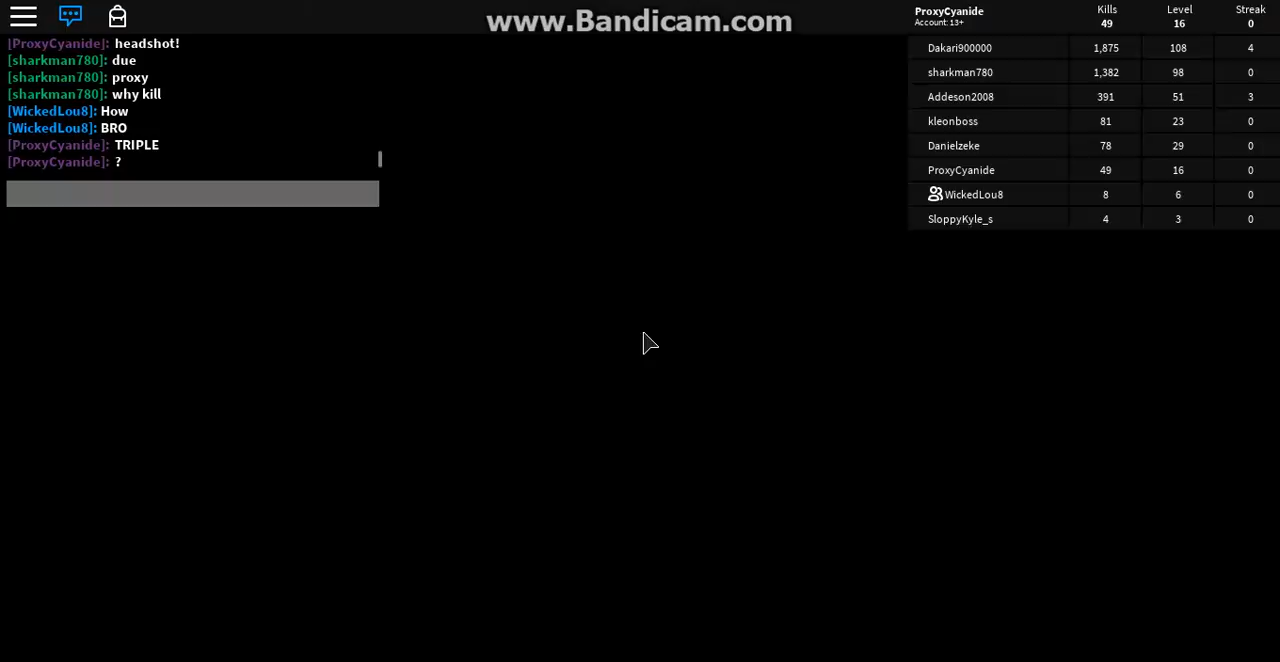 www.Bandicam.com
ProxyCyanide
Account: 13+
Kills Level Streak
49 16 0
[ProxyCyanide]: headshot!
[sharkman780]: due
[sharkman780]: proxy
[sharkman780]: why kill
[WickedLou8]: How
[WickedLou8]: BRO
[ProxyCyanide]: TRIPLE
[ProxyCyanide]: ?
Dakari900000 1,875 108 4
sharkman780 1,382 98 0
Addeson2008 391 51 3
kleonboss 81 23 0
Danielzeke 78 29 0
ProxyCyanide 49 16 0
WickedLou8 8 6 0
SloppyKyle_s 4 3 0